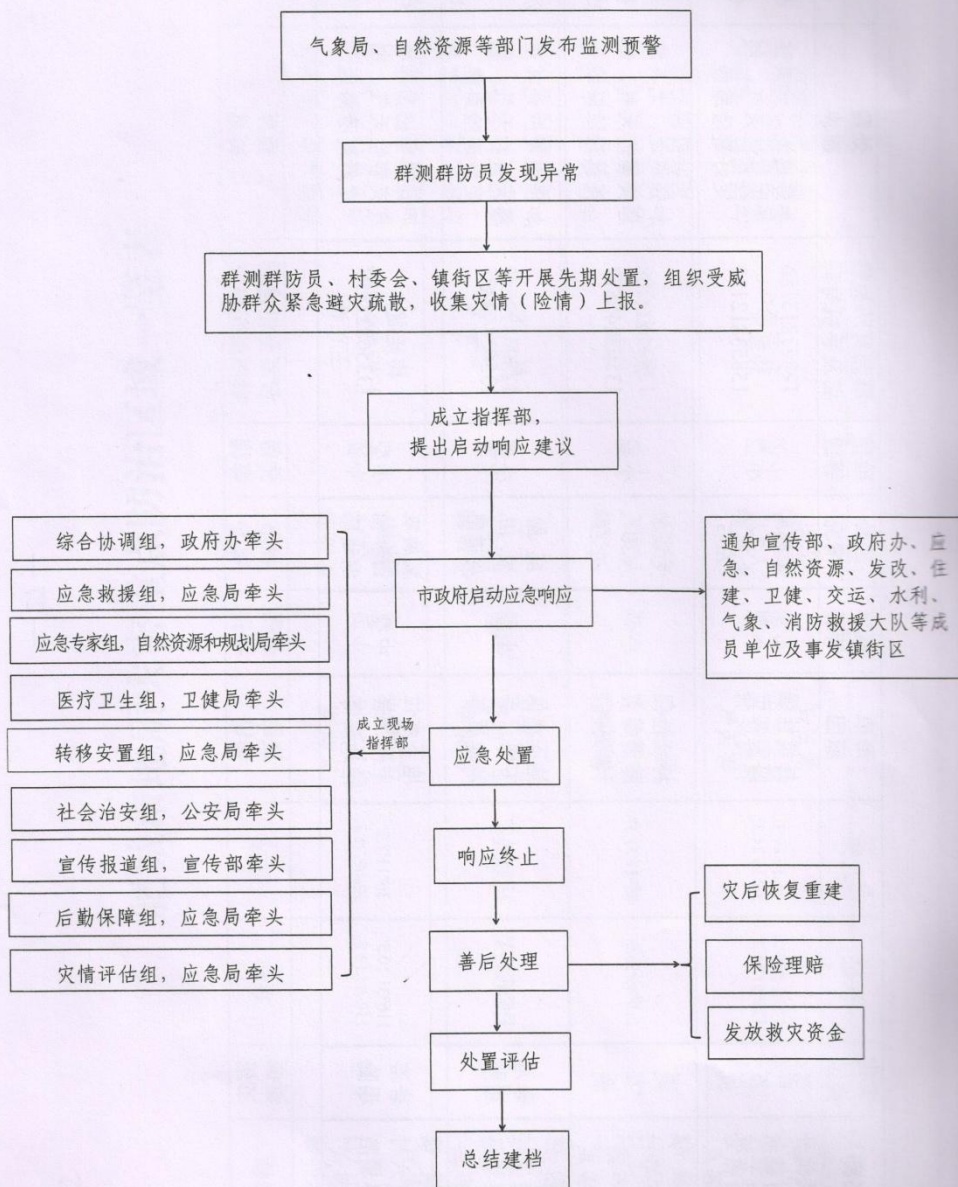 气象局、自然资源等部门发布监测预警
群测群防员发现异常
群测群防员、村委会、镇街区等开展先期处置，组织受威
胁群众紧急避灾疏散，收集灾情（险情）上报。
成立指挥部，
提出启动响应建议
市政府启动应急响应
通知宣传部、政府办、应
急、自然资源、发改、住
建、卫健、交运、水利、
气象、消防救援大队等成
员单位及事发镇街区
综合协调组，政府办牵头
应急救援组，应急局牵头
应急专家组，自然资源和规划局牵头
医疗卫生组，卫健局牵头
转移安置组，应急局牵头
社会治安组，公安局牵头
宣传报道组，宣传部牵头
后勤保障组，应急局牵头
灾情评估组，应急局牵头
成立现场
指挥部
应急处置
响应终止
善后处理
灾后恢复重建
保险理赔
发放救灾资金
处置评估
总结建档